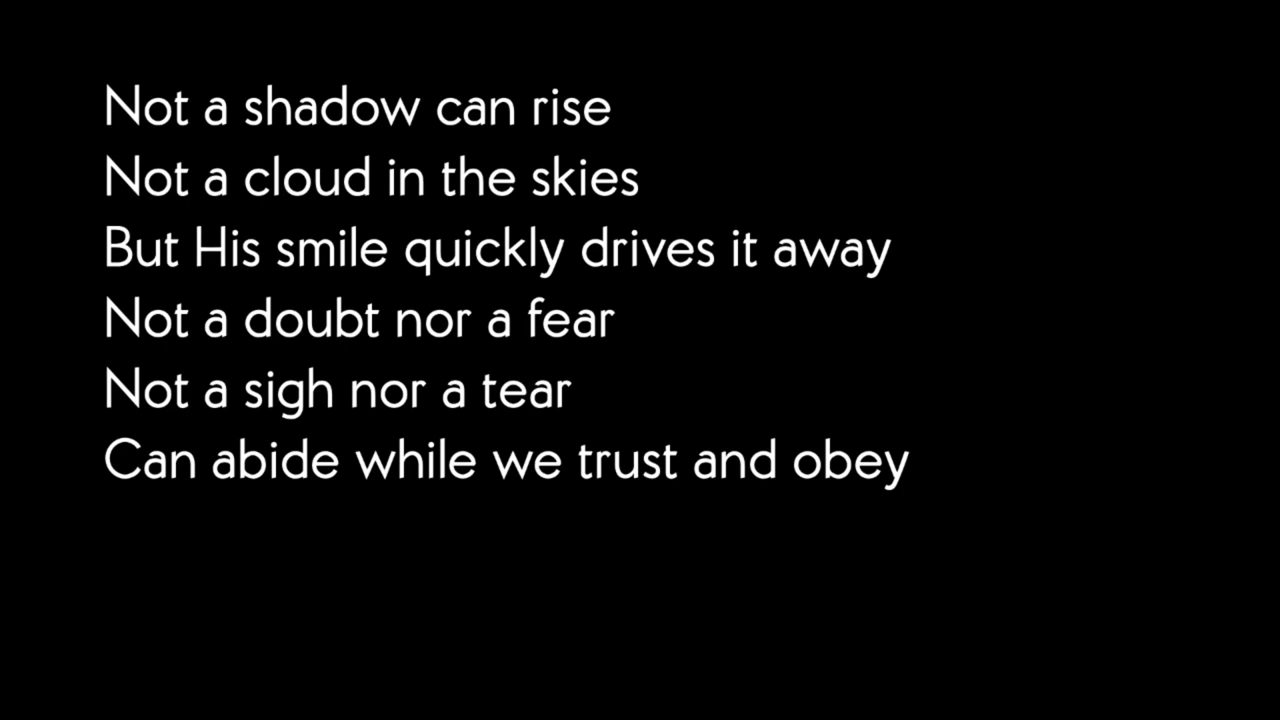 Not a shadow can rise
Not a cloud in the skies
But His smile quickly drives it away
Not a doubt nor a fear
Not a sigh nor a tear
Can abide while we trust and obey